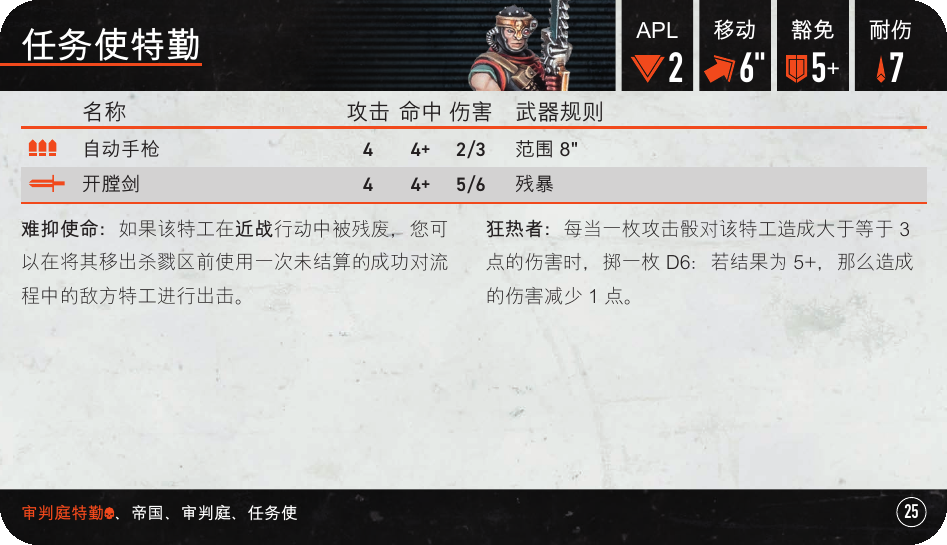 任务使特勤
APL 移动 豁免 耐伤
2 6" 5+ 7
名称 攻击 命中 伤害 武器规则
自动手枪 4 4+ 2/3 范围 8"
开膛剑 4 4+ 5/6 残暴
难抑使命：如果该特工在近战行动中被残废，您可
以在将其移出杀戮区前使用一次未结算的成功对流
程中的敌方特工进行出击。
狂热者：每当一枚攻击骰对该特工造成大于等于 3
点的伤害时，掷一枚 D6：若结果为 5+，那么造成
的伤害减少 1 点。
审判庭特勤、帝国、审判庭、任务使
25